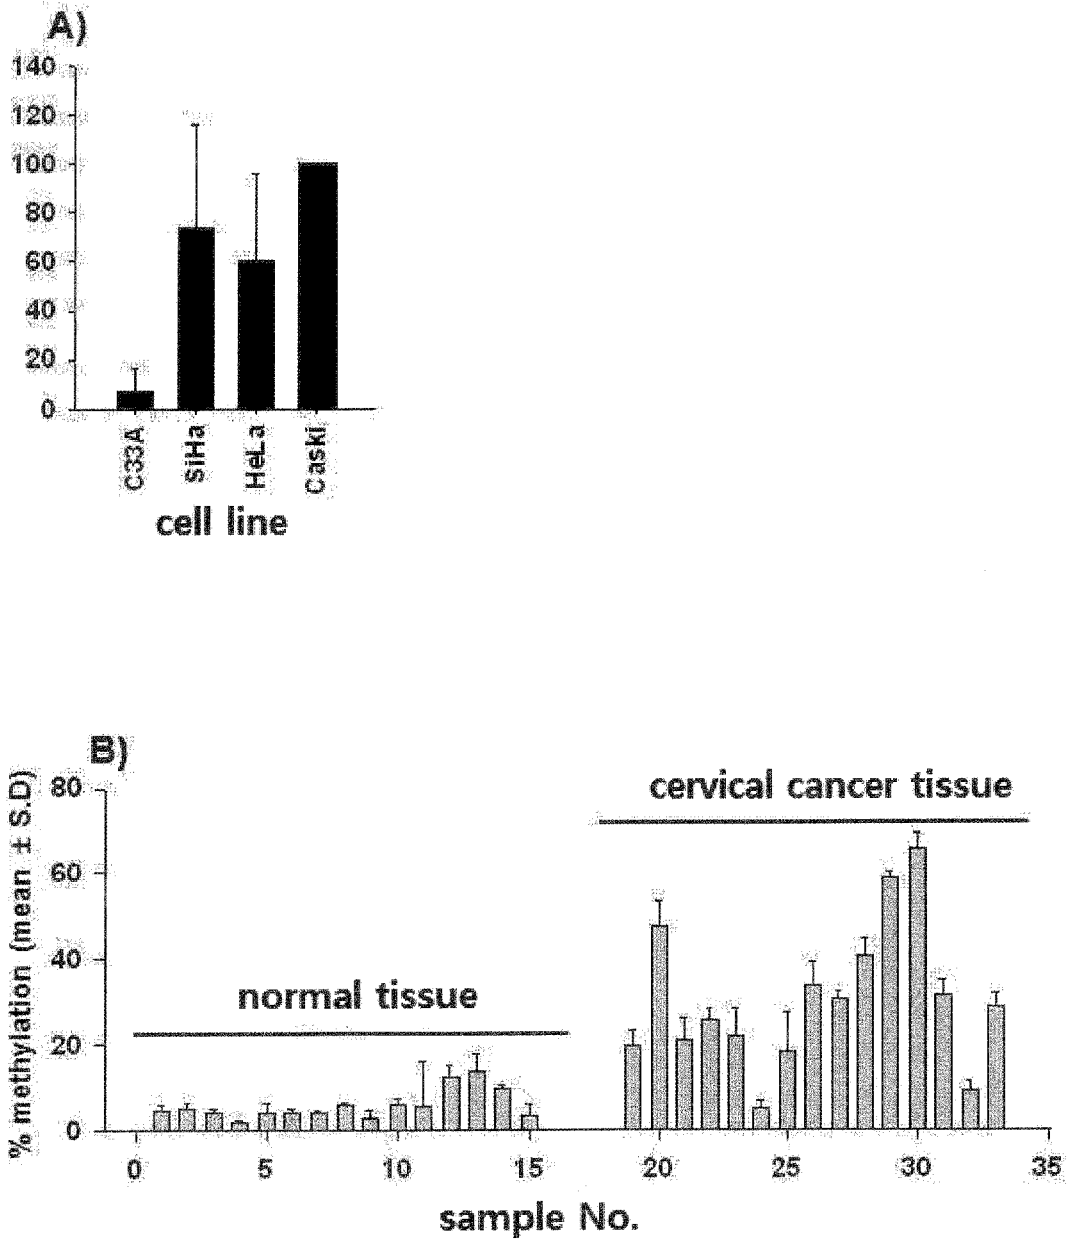 A)
140
120
100
80
60
40
20
0
C33A SiHa HeLa Caski
cell line
B)
% methylation (mean ± S.D)
80
60
40
20
0
cervical cancer tissue
normal tissue
0 5 10 15 20 25 30 35
sample No.